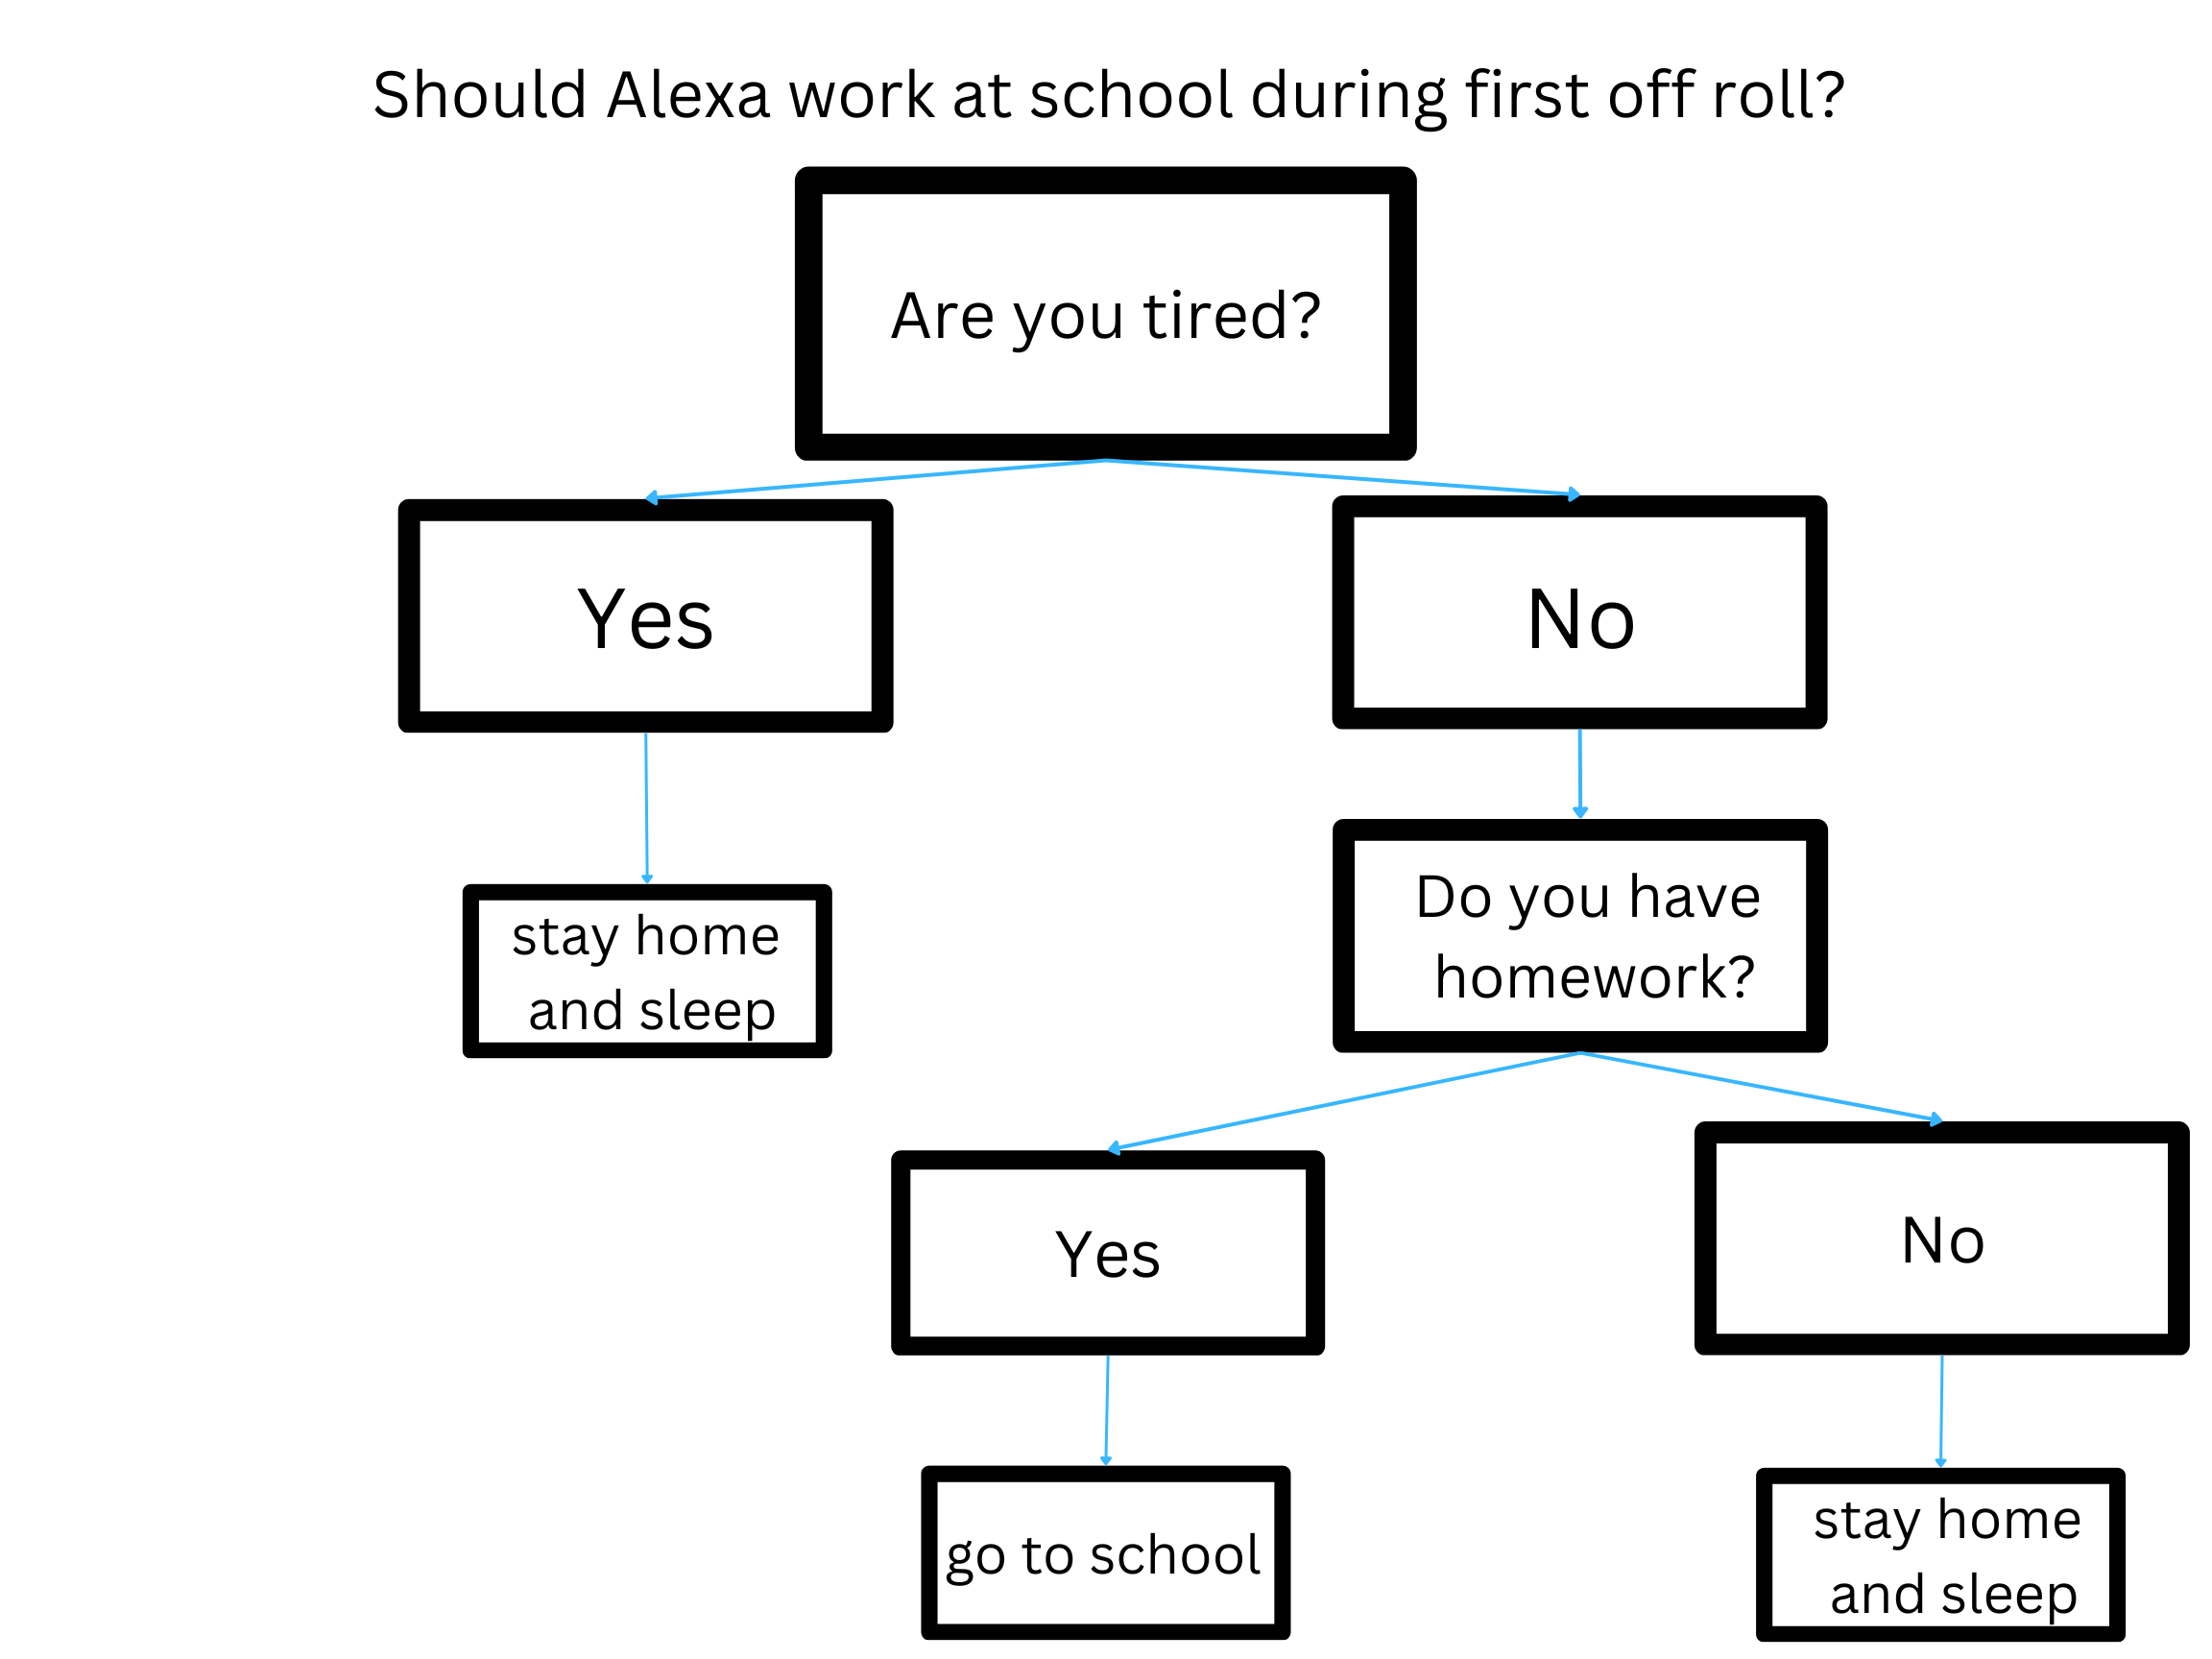 Should Alexa work at school during first off roll?
Are you tired?
Yes
No
stay home
and sleep
Do you have
homework?
Yes
No
go to school
stay home
and sleep